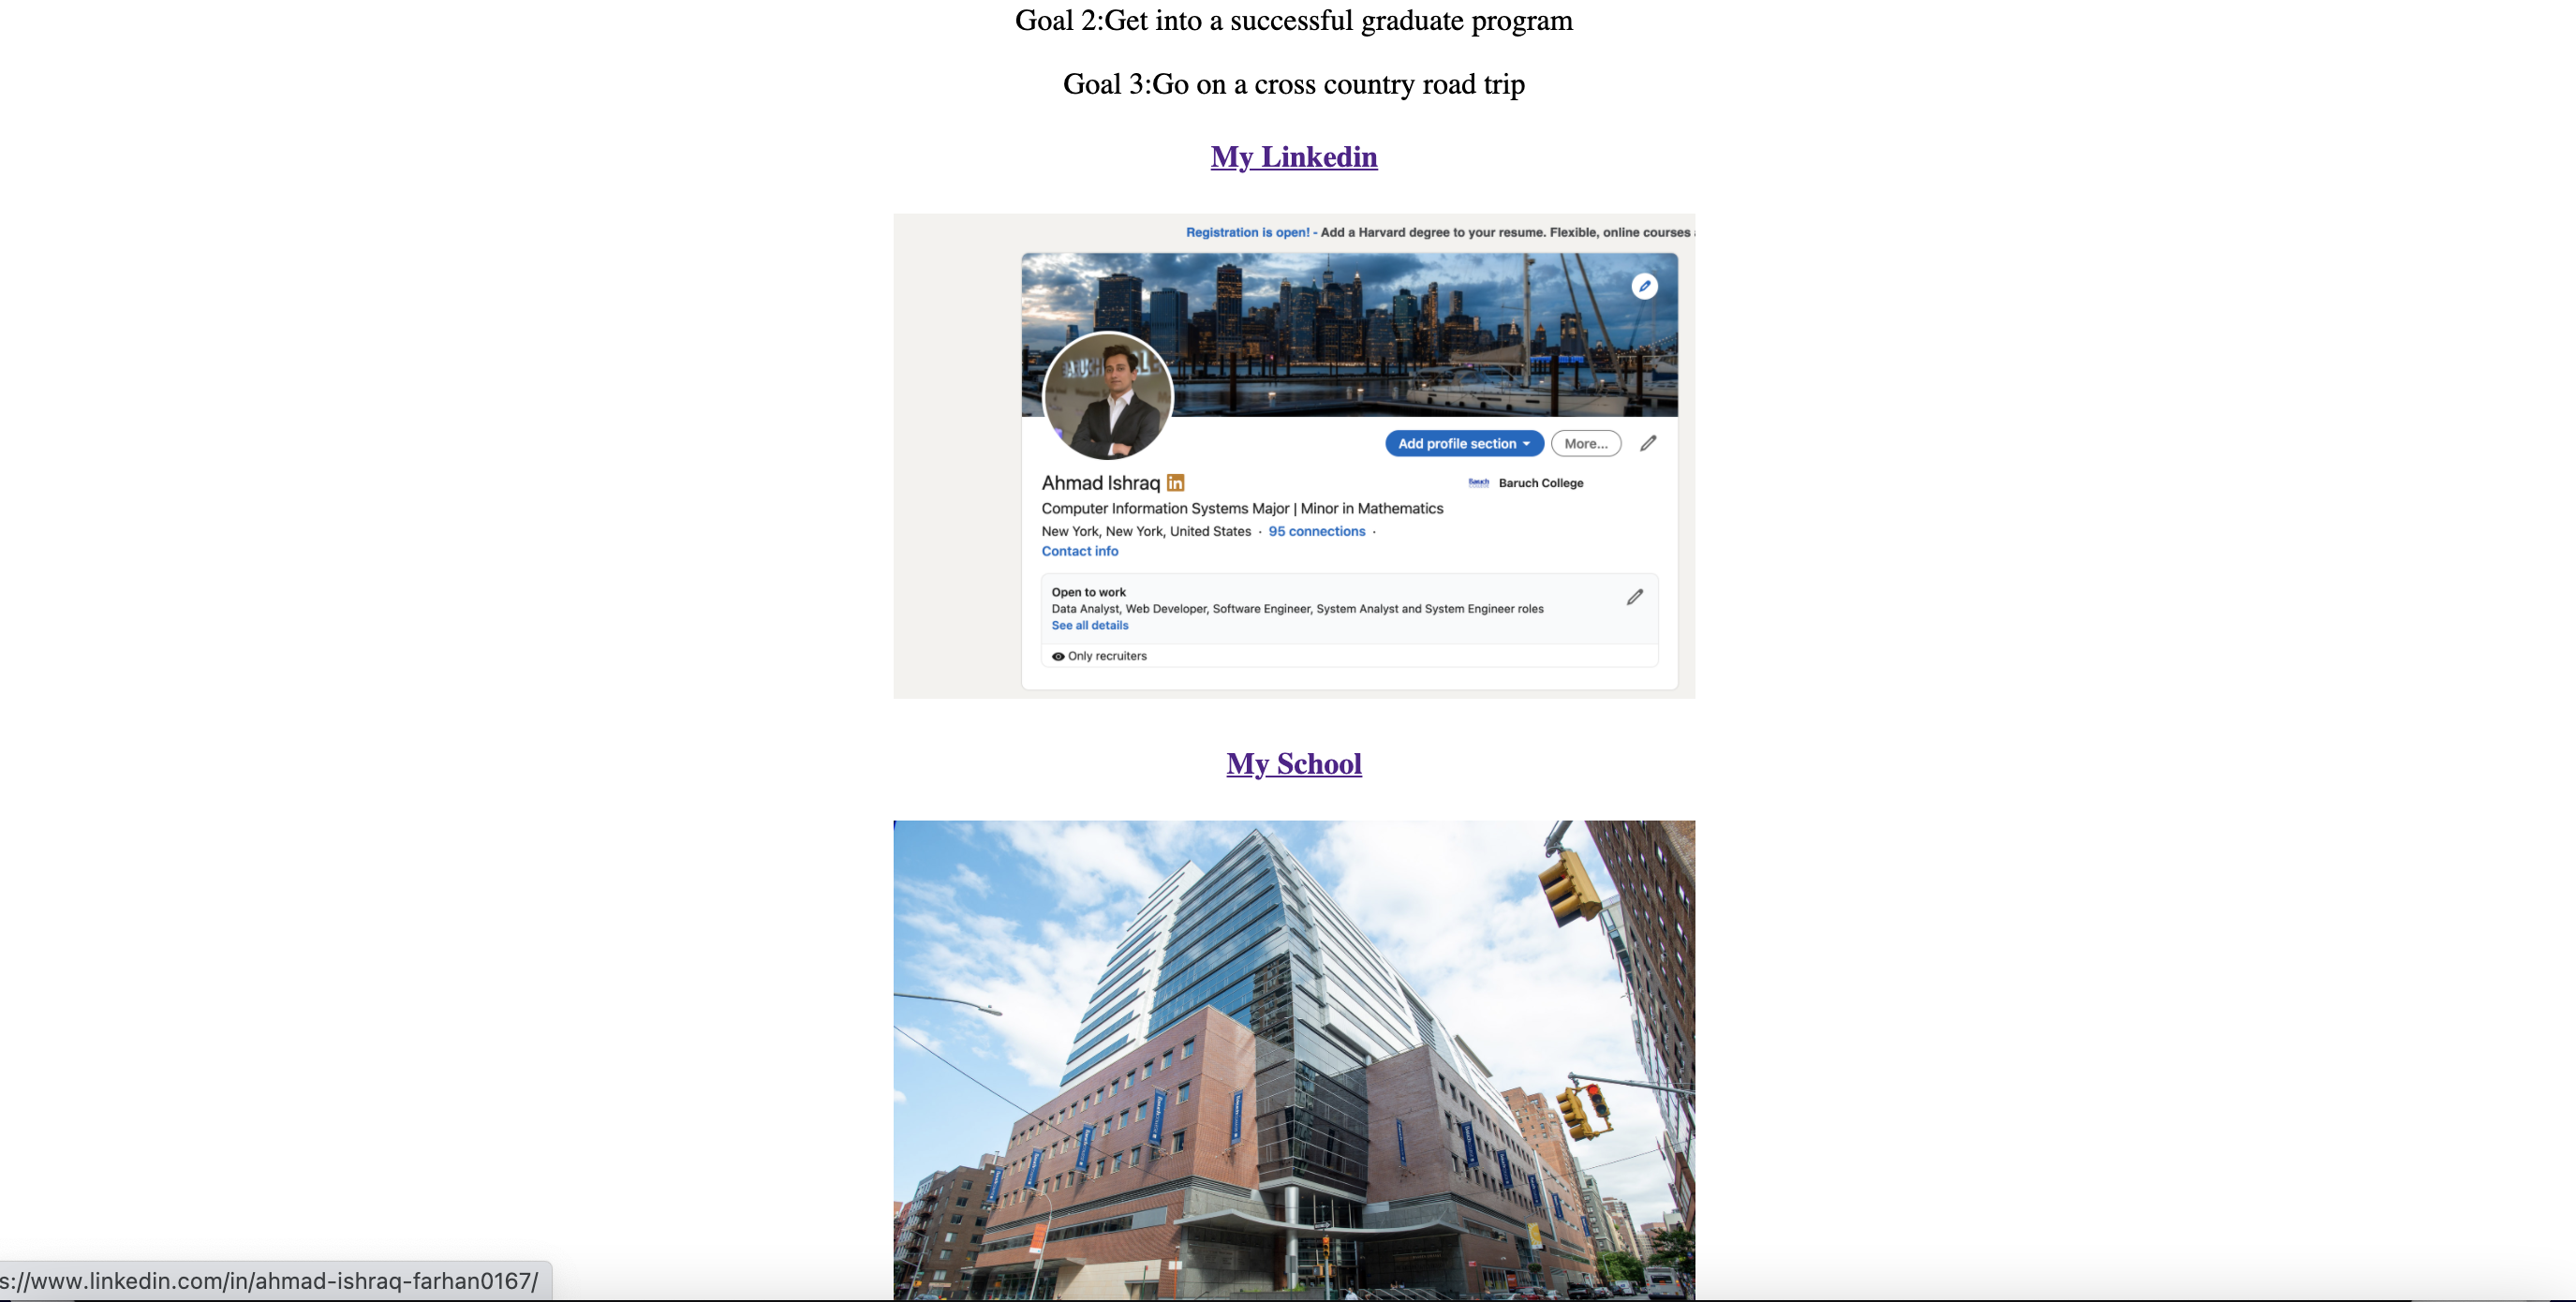 Goal 2:Get into a successful graduate program
Goal 3:Go on a cross country road trip
My Linkedin
Registration is open! - Add a Harvard degree to your resume. Flexible, online courses
Add profile section
More...
Ahmad Ishraq in
Baruch Baruch College
Computer Information Systems Major | Minor in Mathematics
New York, New York, United States · 95 connections ·
Contact info
Open to work
Data Analyst, Web Developer, Software Engineer, System Analyst and System Engineer roles
See all details
Only recruiters
My School
s://www.linkedin.com/in/ahmad-ishraq-farhan0167/